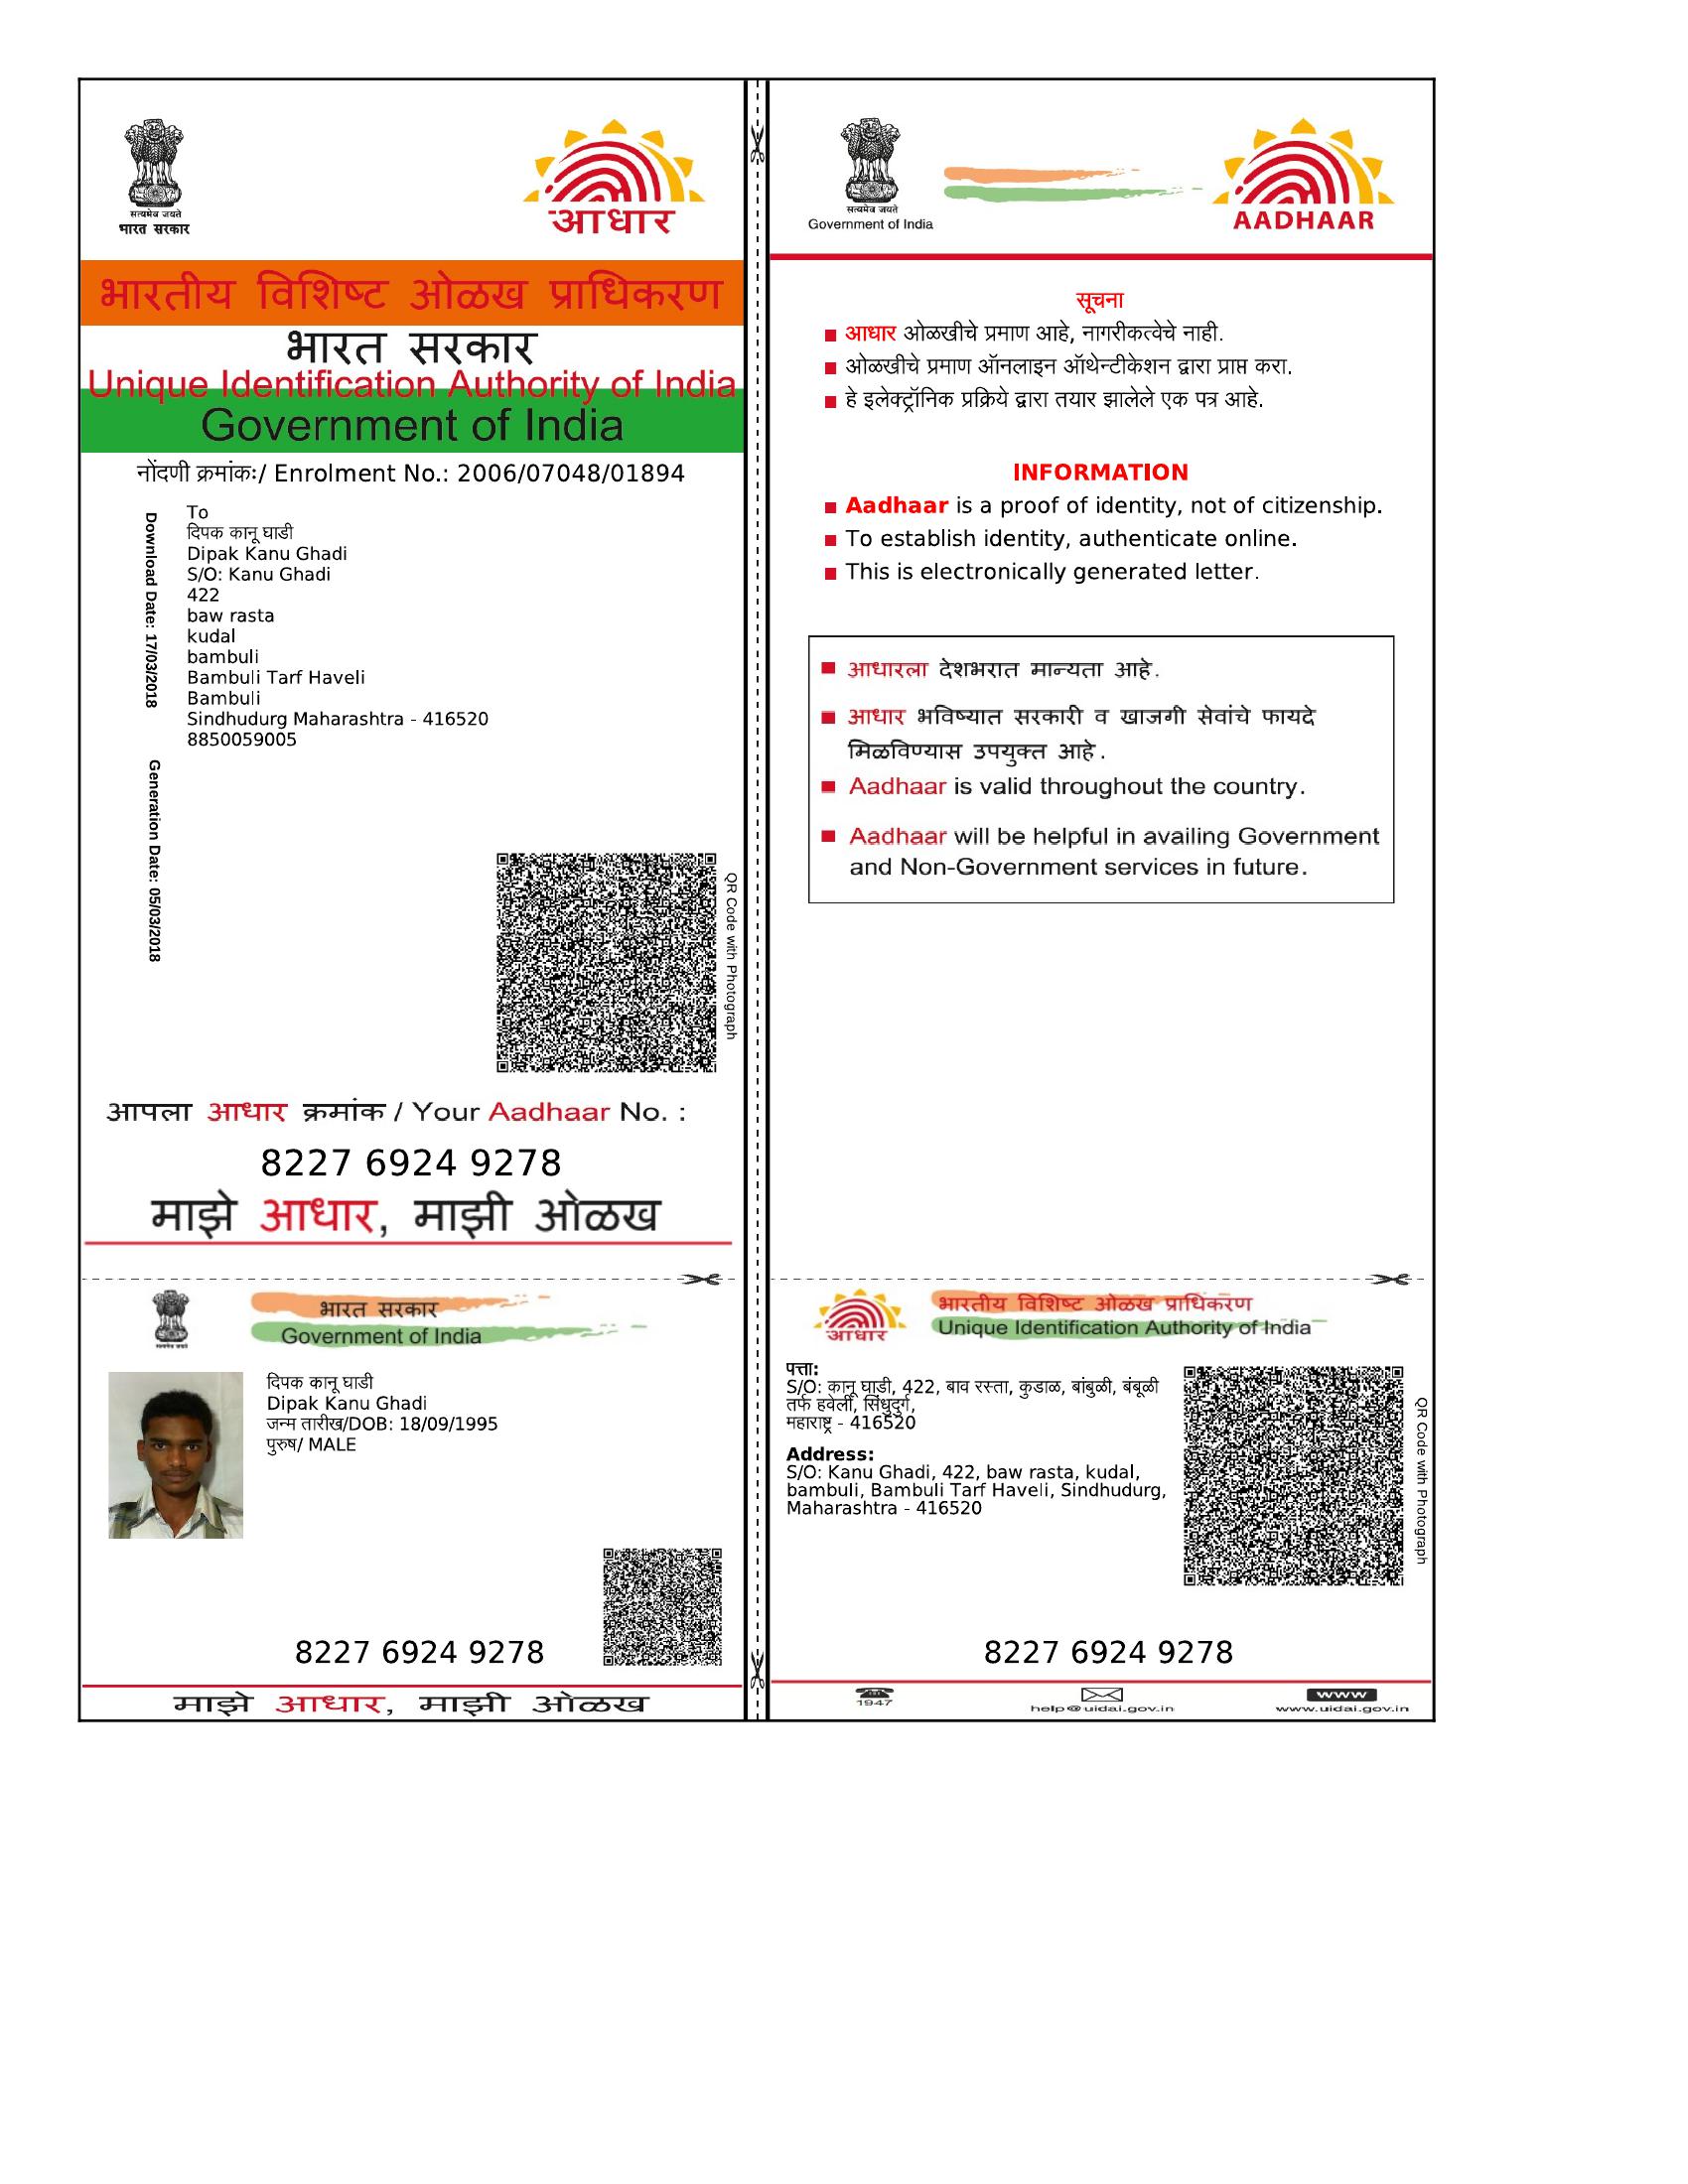 सत्यमेव जयते
भारत सरकार
आधार
भारतीय विशिष्ट ओळख प्राधिकरण
भारत सरकार
Unique Identification Authority of India
Government of India
नोंदणी क्रमांकः/ Enrolment No.: 2006/07048/01894
Download Date: 17/03/2018
Generation Date: 05/03/2018
To
दिपक कानू घाडी
Dipak Kanu Ghadi
S/O: Kanu Ghadi
422
baw rasta
kudal
bambuli
Bambuli Tarf Haveli
Bambuli
Sindhudurg Maharashtra - 416520
8850059005
QR Code with Photograph
आपला आधार क्रमांक / Your Aadhaar No. :
8227 6924 9278
माझे आधार, माझी ओळख
सत्यमेव जयते
भारत सरकार
Government of India
दिपक कानू घाडी
Dipak Kanu Ghadi
जन्म तारीख/DOB: 18/09/1995
पुरुष/ MALE
8227 6924 9278
माझे आधार, माझी ओळख
सत्यमेव जयते
Government of India
AADHAAR
सूचना
आधार ओळखीचे प्रमाण आहे, नागरीकत्वेचे नाही.
ओळखीचे प्रमाण ऑनलाइन ऑथेन्टीकेशन द्वारा प्राप्त करा.
हे इलेक्ट्रॉनिक प्रक्रिये द्वारा तयार झालेले एक पत्र आहे.
INFORMATION
Aadhaar is a proof of identity, not of citizenship.
To establish identity, authenticate online.
This is electronically generated letter.
आधारला देशभरात मान्यता आहे.
आधार भविष्यात सरकारी व खाजगी सेवांचे फायदे
मिळविण्यास उपयुक्त आहे.
Aadhaar is valid throughout the country.
Aadhaar will be helpful in availing Government
and Non-Government services in future.
आधार
भारतीय विशिष्ट ओळख प्राधिकरण
Unique Identification Authority of India
पत्ता:
S/O: कानू घाडी, 422, बाव रस्ता, कुडाळ, बांबुळी, बंबूळी
तर्फ हवेली, सिंधुदुर्ग,
महाराष्ट्र - 416520
Address:
S/O: Kanu Ghadi, 422, baw rasta, kudal,
bambuli, Bambuli Tarf Haveli, Sindhudurg,
Maharashtra - 416520
QR Code with Photograph
8227 6924 9278
1947
help@uidai.gov.in
www
www.uidai.gov.in